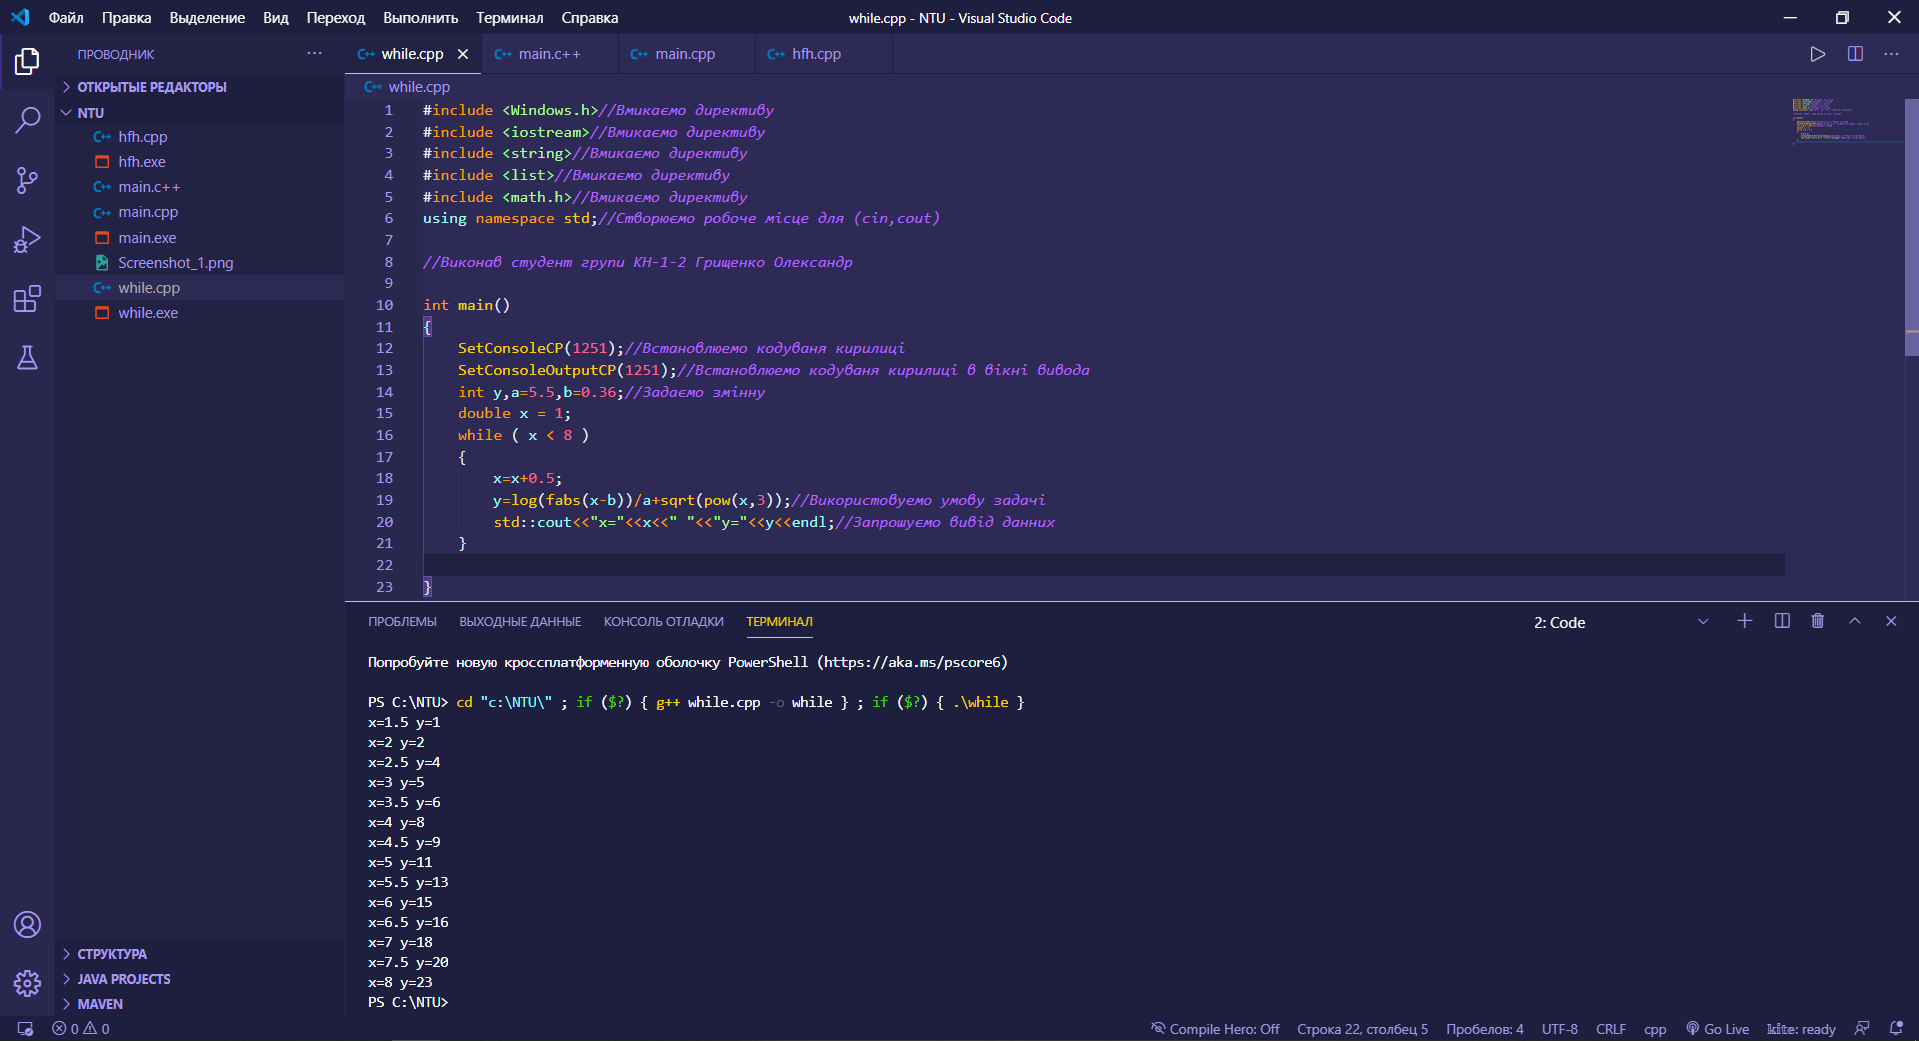 Файл Правка Выделение Вид Переход Выполнить Терминал Справка
while.cpp - NTU - Visual Studio Code
ПРОВОДНИК
ОТКРЫТЫЕ РЕДАКТОРЫ
NTU
hfh.cpp
hfh.exe
main.c++
main.cpp
main.exe
Screenshot_1.png
while.cpp
while.exe
СТРУКТУРА
JAVA PROJECTS
MAVEN
while.cpp main.c++ main.cpp hfh.cpp
while.cpp
1 #include <Windows.h>//Вмикаємо директиву
2 #include <iostream>//Вмикаємо директиву
3 #include <string>//Вмикаємо директиву
4 #include <list>//Вмикаємо директиву
5 #include <math.h>//Вмикаємо директиву
6 using namespace std;//Створюємо робоче місце для (cin,cout)
7
8 //Виконав студент групи КН-1-2 Грищенко Олександр
9
10 int main()
11 {
12     SetConsoleCP(1251);//Встановлюемо кодуваня кирилиці
13     SetConsoleOutputCP(1251);//Встановлюемо кодуваня кирилиці в вікні вивода
14     int y,a=5.5,b=0.36;//Задаємо змінну
15     double x = 1;
16     while ( x < 8 )
17     {
18         x=x+0.5;
19         y=log(fabs(x-b))/a+sqrt(pow(x,3));//Використовуемо умову задачі
20         std::cout<<"x="<<x<<" "<<"y="<<y<<endl;//Запрошуємо вивід данних
21     }
22
23 }
ПРОБЛЕМЫ ВЫХОДНЫЕ ДАННЫЕ КОНСОЛЬ ОТЛАДКИ ТЕРМИНАЛ
2: Code
Попробуйте новую кроссплатформенную оболочку PowerShell (https://aka.ms/pscore6)
PS C:\NTU> cd "c:\NTU\" ; if ($?) { g++ while.cpp -o while } ; if ($?) { .\while }
x=1.5 y=1
x=2 y=2
x=2.5 y=4
x=3 y=5
x=3.5 y=6
x=4 y=8
x=4.5 y=9
x=5 y=11
x=5.5 y=13
x=6 y=15
x=6.5 y=16
x=7 y=18
x=7.5 y=20
x=8 y=23
PS C:\NTU>
0 0
Compile Hero: Off Строка 22, столбец 5 Пробелов: 4 UTF-8 CRLF cpp Go Live kite: ready